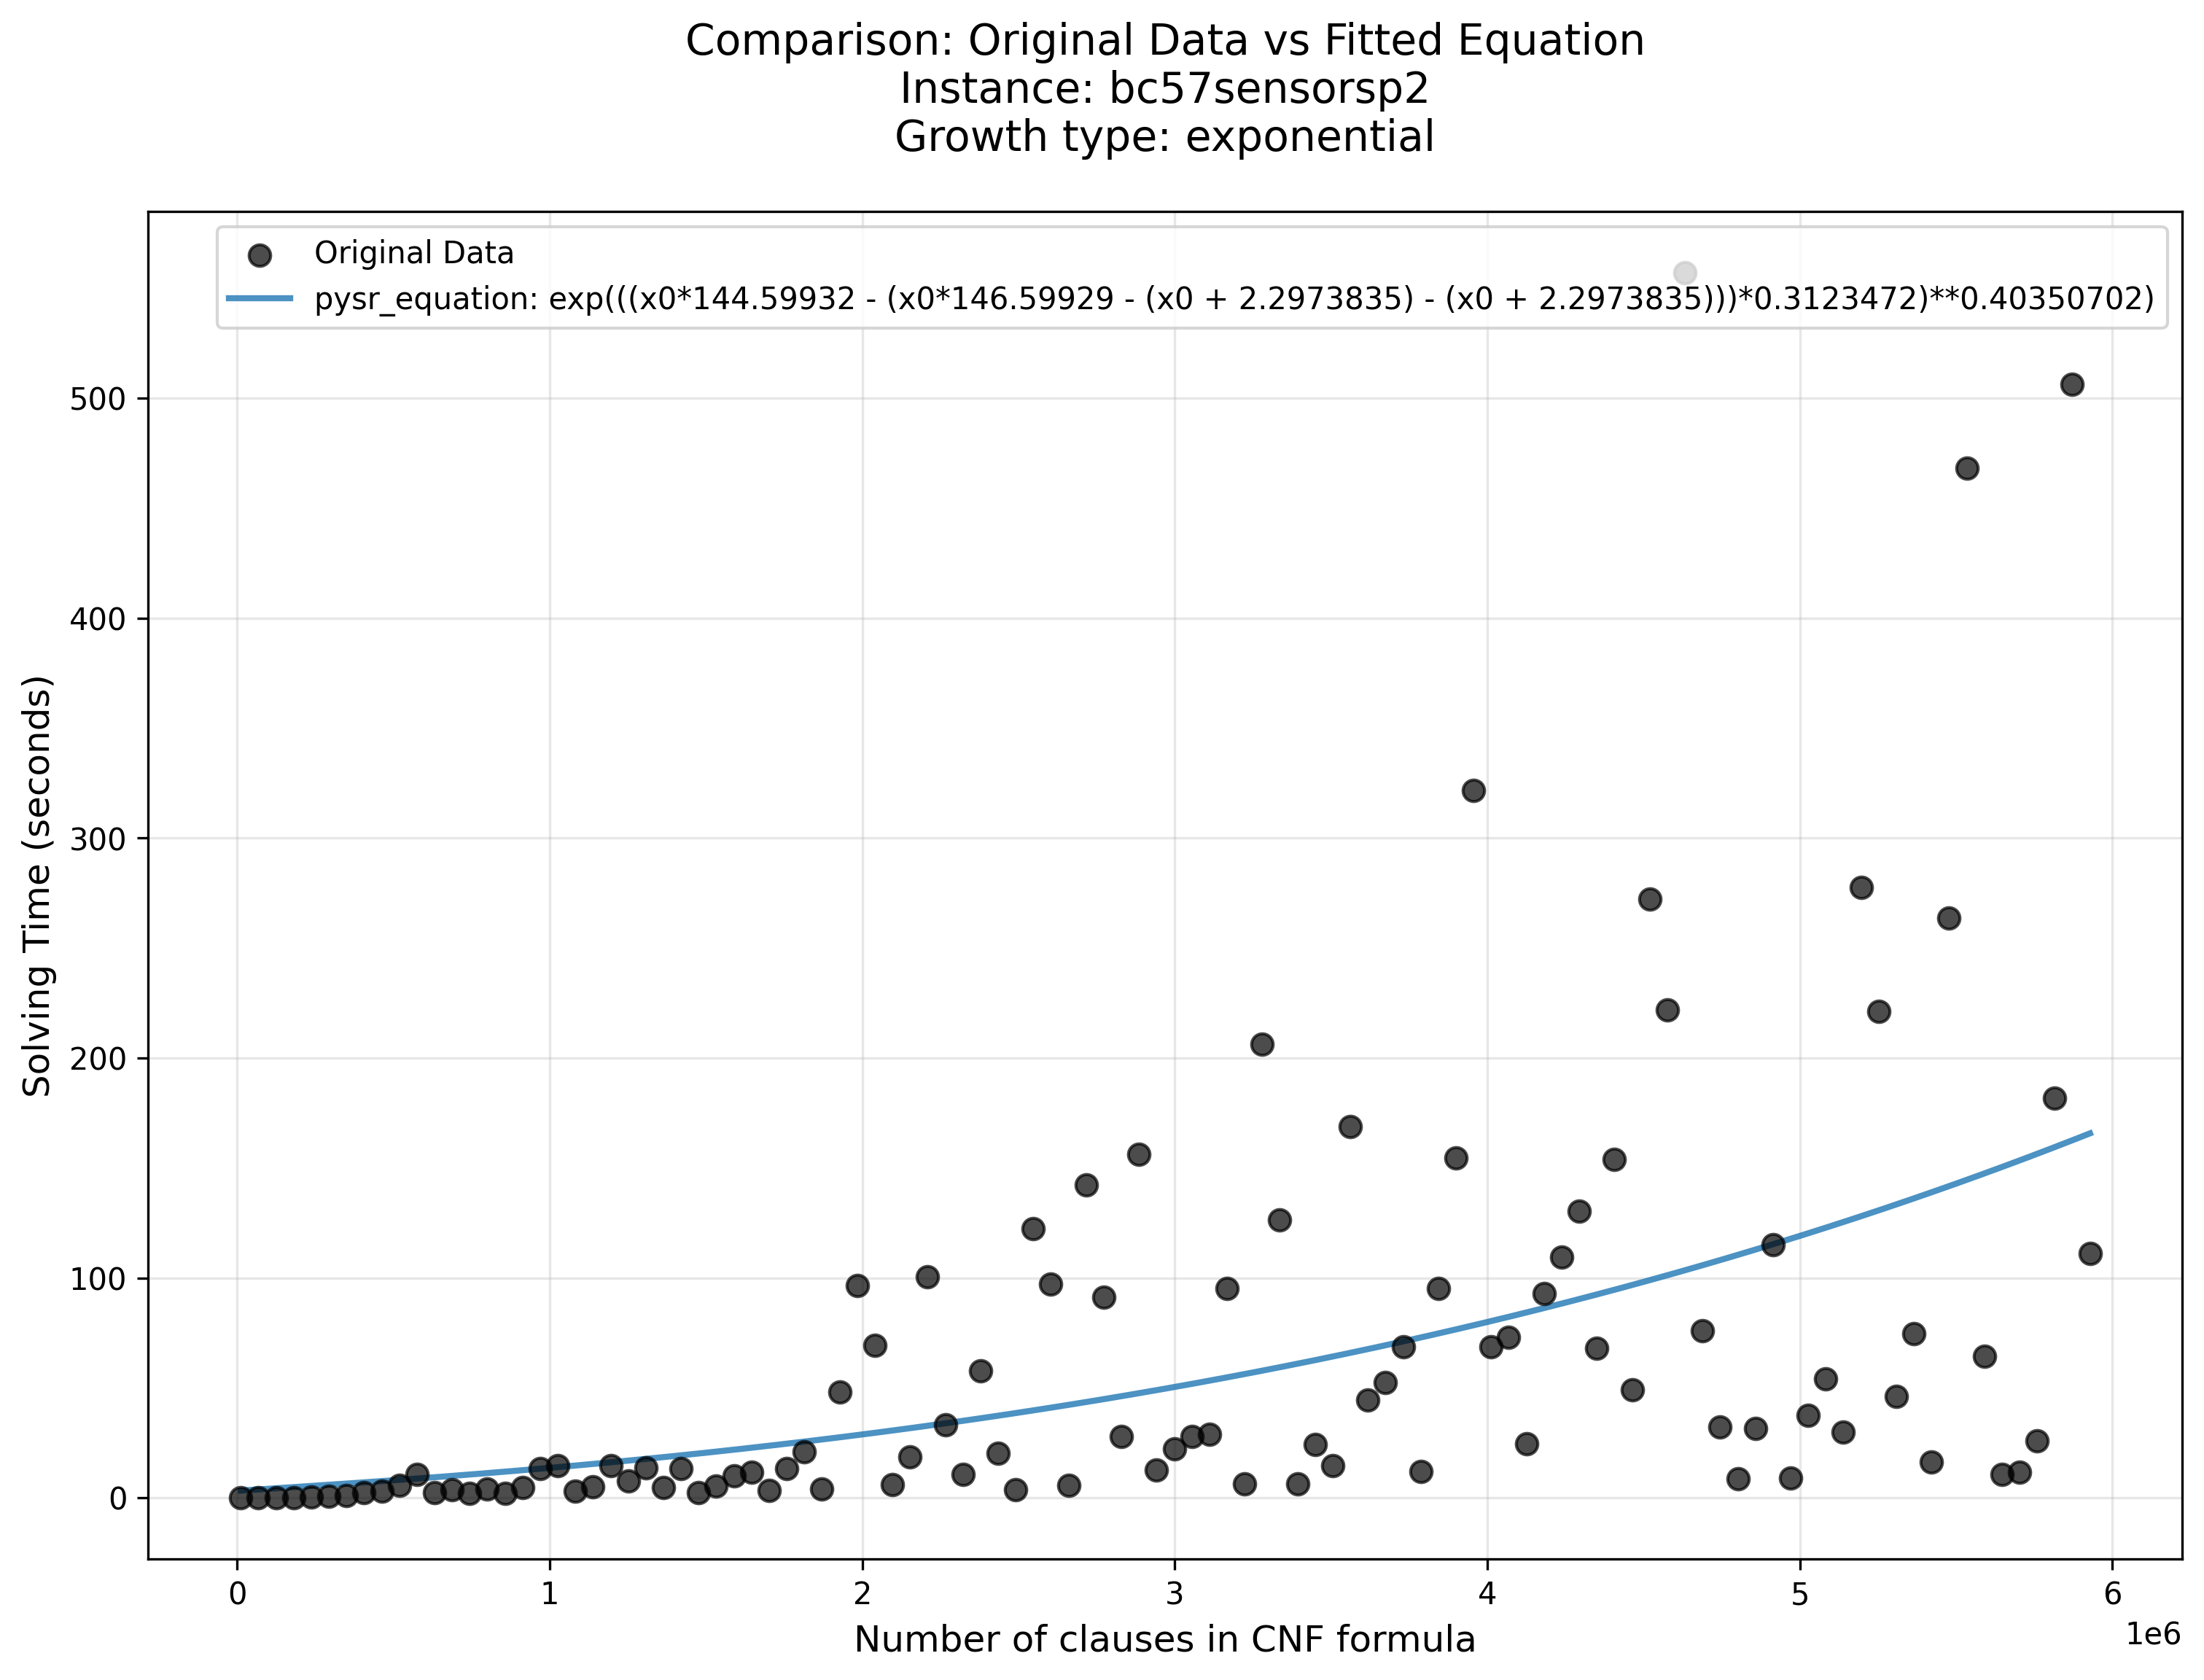 Comparison: Original Data vs Fitted Equation
Instance: bc57sensorsp2
Growth type: exponential
Original Data
pysr_equation: exp(((x0*144.59932 - (x0*146.59929 - (x0 + 2.2973835) - (x0 + 2.2973835)))*0.3123472)**0.40350702)
500
400
300
200
100
0
Solving Time (seconds)
0 1 2 3 4 5 6
1e6
Number of clauses in CNF formula